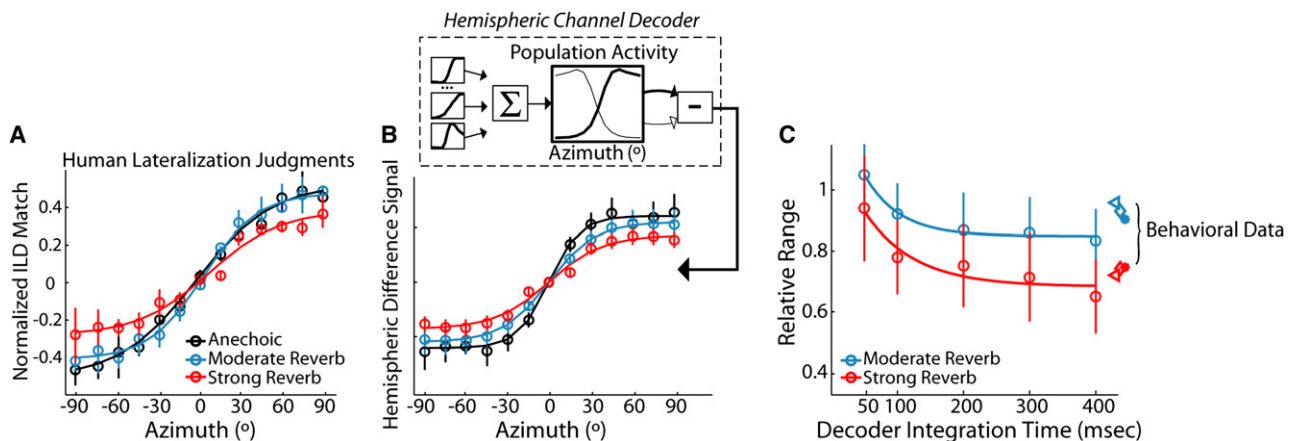 Hemispheric Channel Decoder
Population Activity
...
Σ
-
Azimuth (º)
A
Human Lateralization Judgments
Normalized ILD Match
0.4
0.2
0
-0.2
-0.4
Anechoic
Moderate Reverb
Strong Reverb
-90 -60 -30 0 30 60 90
Azimuth (º)
B
Hemispheric Difference Signal
-90 -60 -30 0 30 60 90
Azimuth (º)
C
Relative Range
1
0.8
0.6
0.4
Behavioral Data
Moderate Reverb
Strong Reverb
50 100 200 300 400
Decoder Integration Time (msec)